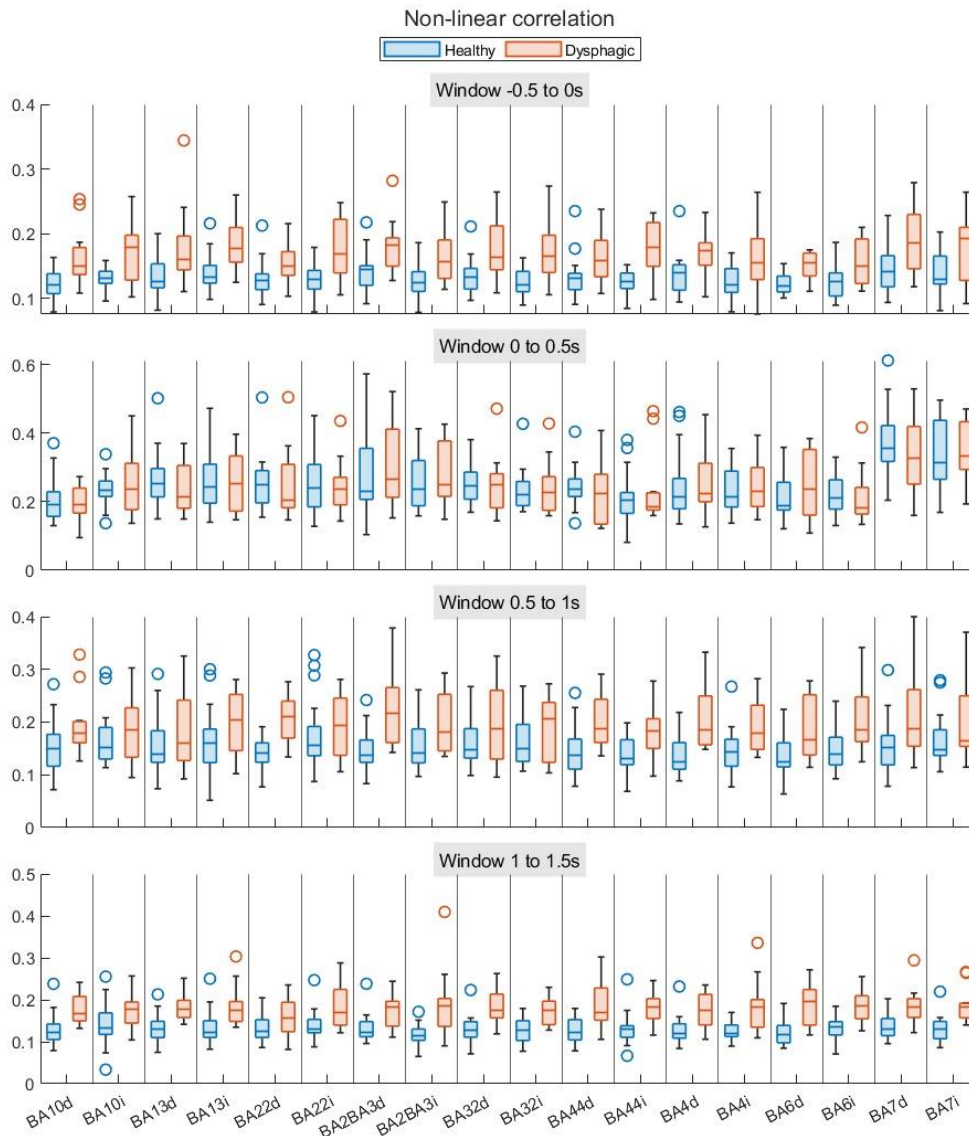 Non-linear correlation
Healthy Dysphagic
Window -0.5 to 0s
0.4
0.3
0.2
0.1
Window 0 to 0.5s
0.6
0.4
0.2
0
Window 0.5 to 1s
0.4
0.3
0.2
0.1
0
Window 1 to 1.5s
0.5
0.4
0.3
0.2
0.1
0
BA10d BA10i BA13d BA13i BA22d BA22i BA2BA3d BA2BA3i BA32d BA32i BA44d BA44i BA4d BA4i BA6d BA6i BA7d BA7i